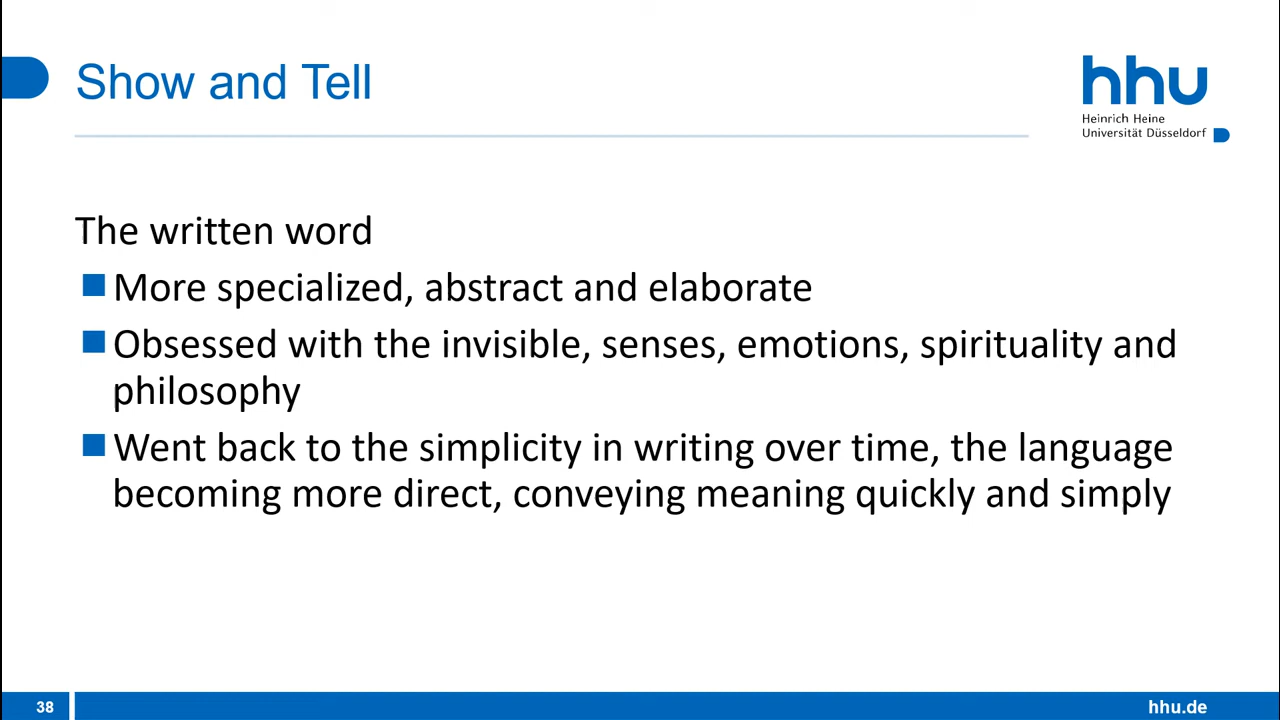 Show and Tell
hhu
Heinrich Heine
Universität Düsseldorf
The written word
More specialized, abstract and elaborate
Obsessed with the invisible, senses, emotions, spirituality and
philosophy
Went back to the simplicity in writing over time, the language
becoming more direct, conveying meaning quickly and simply
38
hhu.de